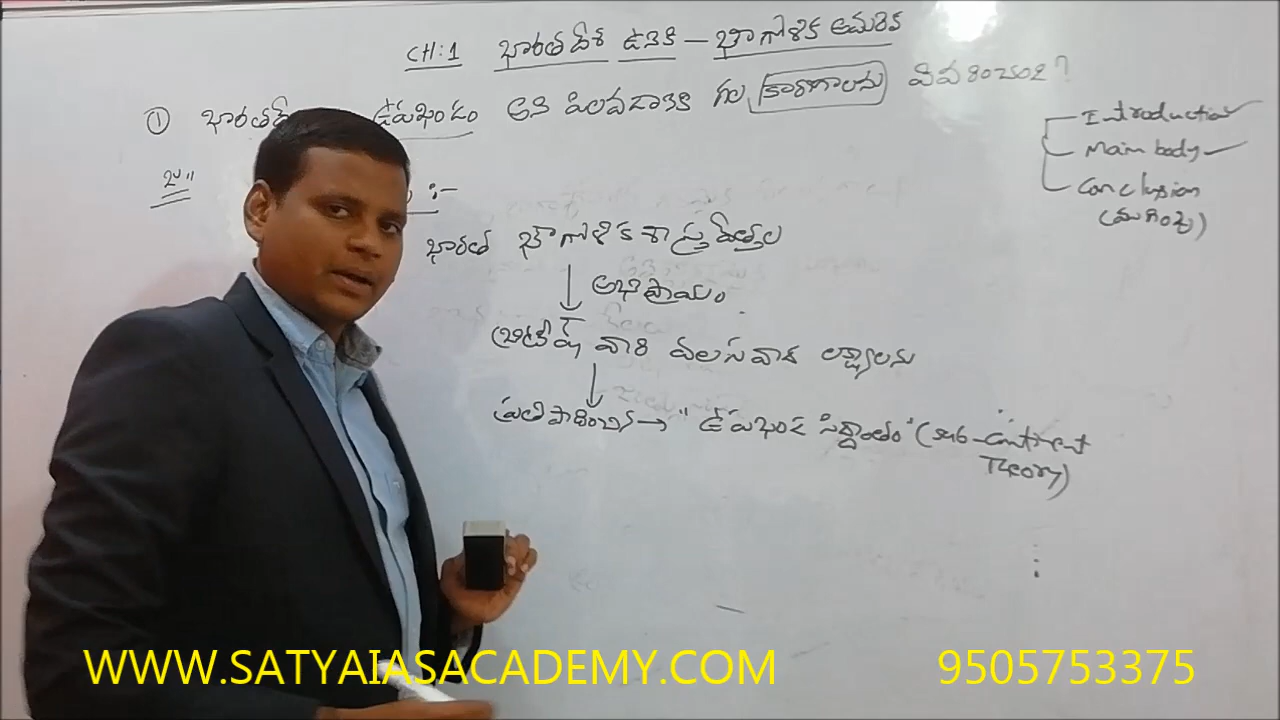 CH:1 భారతదేశ ఉనికి – భౌగోళిక అమరిక
① ఉపఖండం అని పిలవడానికి గల కారణాలను వివరించండి?
Introduction
Main body
Conclusion
(ముగింపు)
జ॥ :-
భారత భౌగోళిక శాస్త్రవేత్తల
↓ అభిప్రాయం.
బ్రిటీష్ వారి వలసవాద లక్ష్యాలను
↓
ప్రతిపాదించిన → "ఉపఖండ సిద్ధాంతం" (sub-continent
Theory)
WWW.SATYAIASACADEMY.COM 9505753375